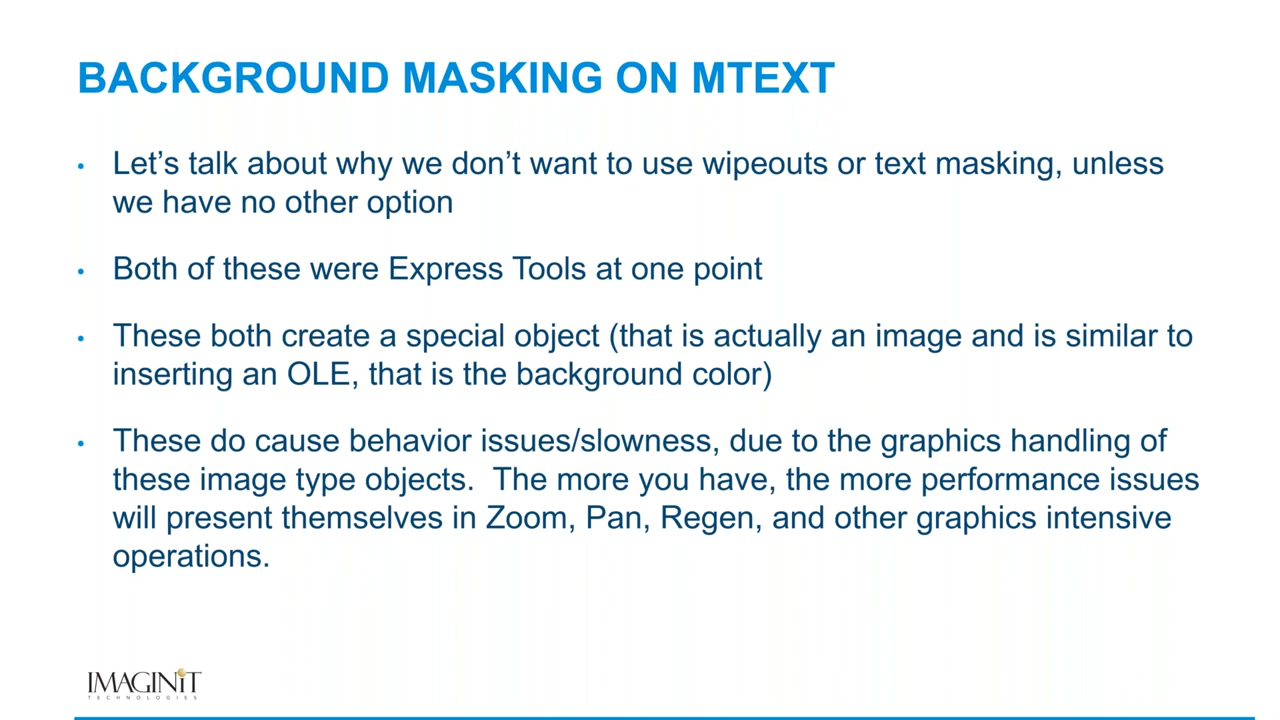 BACKGROUND MASKING ON MTEXT
• Let’s talk about why we don’t want to use wipeouts or text masking, unless
we have no other option
• Both of these were Express Tools at one point
• These both create a special object (that is actually an image and is similar to
inserting an OLE, that is the background color)
• These do cause behavior issues/slowness, due to the graphics handling of
these image type objects.  The more you have, the more performance issues
will present themselves in Zoom, Pan, Regen, and other graphics intensive
operations.
IMAGINiT
TECHNOLOGIES